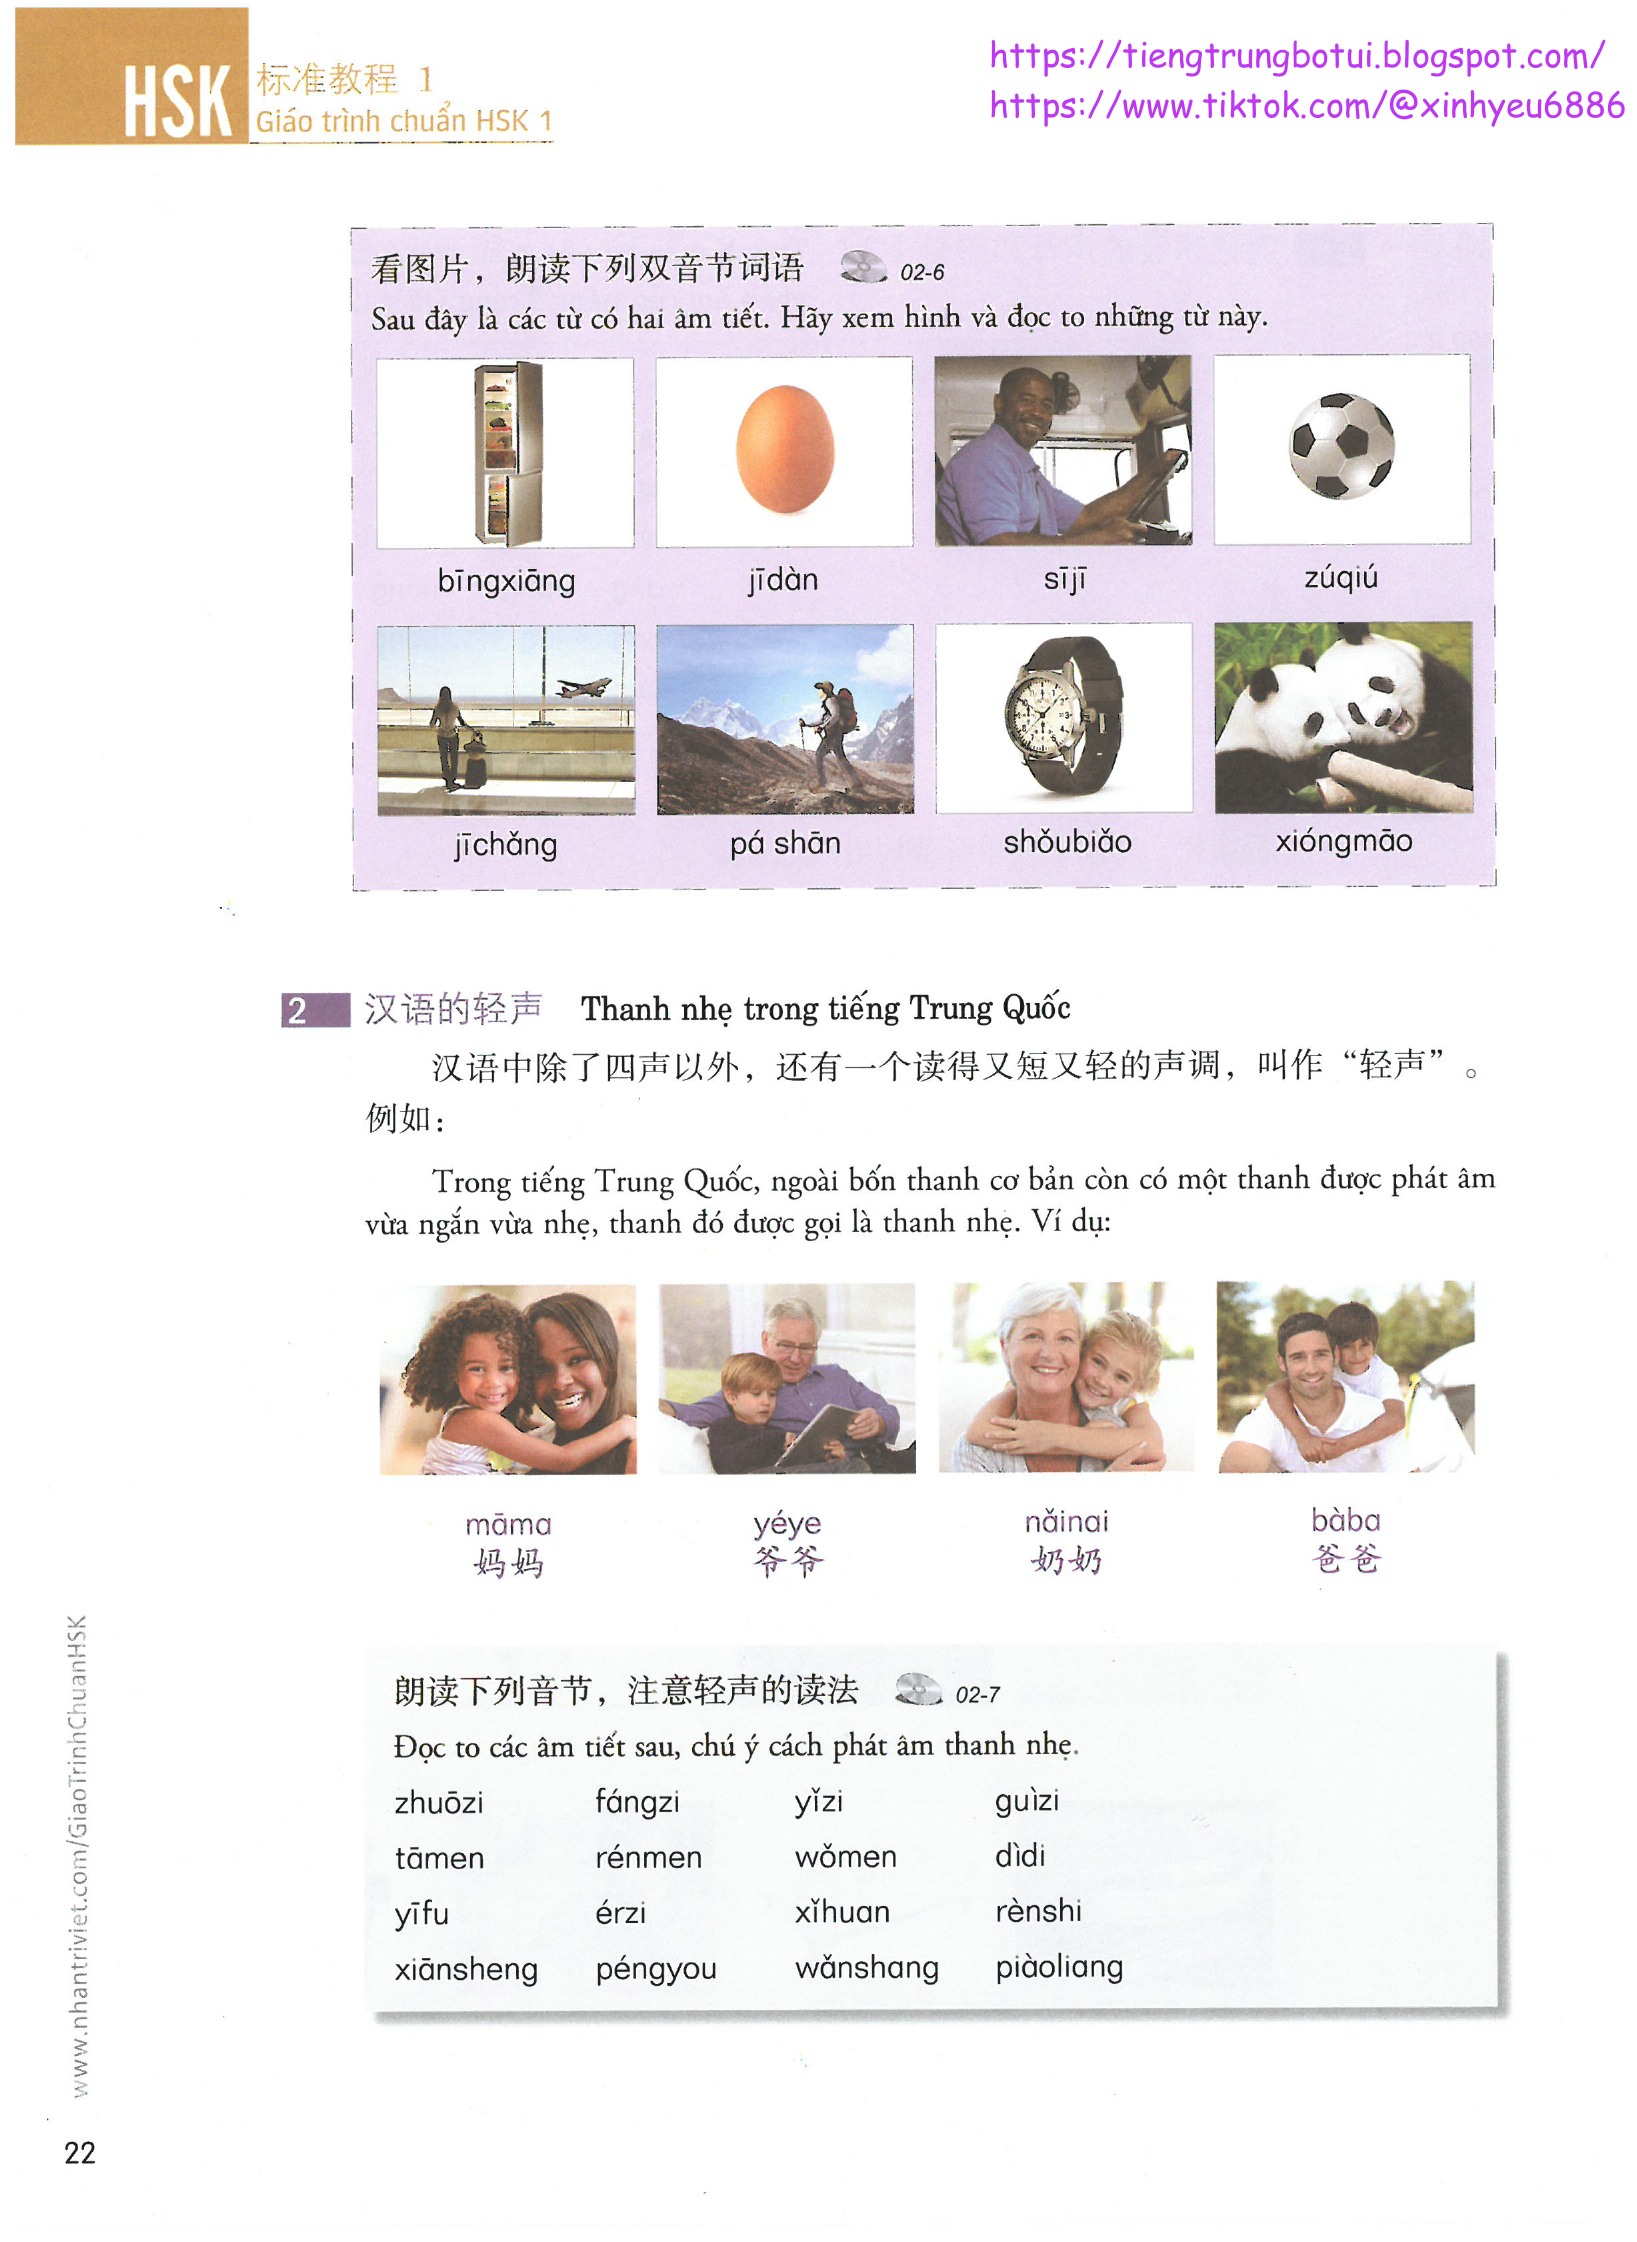 https://tiengtrungbotui.blogspot.com/
https://www.tiktok.com/@xinhyeu6886
HSK 标准教程 1
Giáo trình chuẩn HSK 1
看图片，朗读下列双音节词语 02-6
Sau đây là các từ có hai âm tiết. Hãy xem hình và đọc to những từ này.
bīngxiāng jīdàn sījī zúqiú
jīchǎng pá shān shǒubiǎo xióngmāo
2 汉语的轻声 Thanh nhẹ trong tiếng Trung Quốc
汉语中除了四声以外，还有一个读得又短又轻的声调，叫作“轻声”。
例如：
Trong tiếng Trung Quốc, ngoài bốn thanh cơ bản còn có một thanh được phát âm
vừa ngắn vừa nhẹ, thanh đó được gọi là thanh nhẹ. Ví dụ:
māma yéye nǎinai bàba
妈妈 爷爷 奶奶 爸爸
朗读下列音节，注意轻声的读法 02-7
Đọc to các âm tiết sau, chú ý cách phát âm thanh nhẹ.
zhuōzi fángzi yǐzi guìzi
tāmen rénmen wǒmen dìdi
yīfu érzi xǐhuan rènshi
xiānsheng péngyou wǎnshang piàoliang
www.nhantriviet.com/GiaoTrinhChuanHSK
22